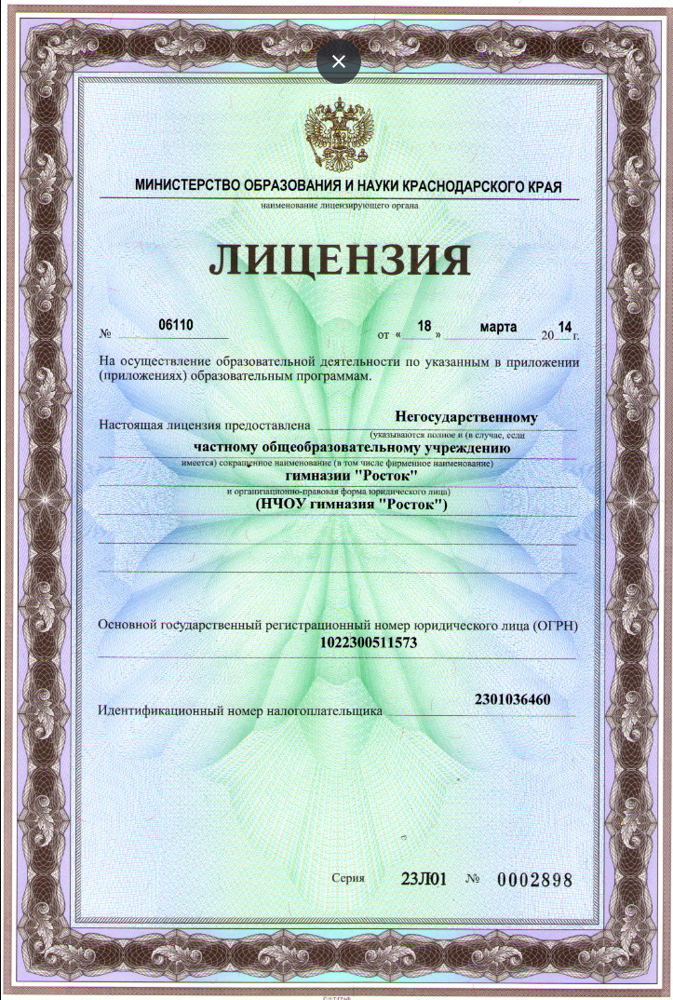 МИНИСТЕРСТВО ОБРАЗОВАНИЯ И НАУКИ КРАСНОДАРСКОГО КРАЯ
наименование лицензирующего органа
ЛИЦЕНЗИЯ
№ 06110 от « 18 » марта 20 14 г.
На осуществление образовательной деятельности по указанным в приложении
(приложениях) образовательным программам.
Настоящая лицензия предоставлена Негосударственному
(указываются полное и (в случае, если
частному общеобразовательному учреждению
имеется) сокращенное наименование (в том числе фирменное наименование)
гимназии "Росток"
и организационно-правовая форма юридического лица)
(НЧОУ гимназия "Росток")
Основной государственный регистрационный номер юридического лица (ОГРН)
1022300511573
Идентификационный номер налогоплательщика 2301036460
Серия 23Л01 № 0002898